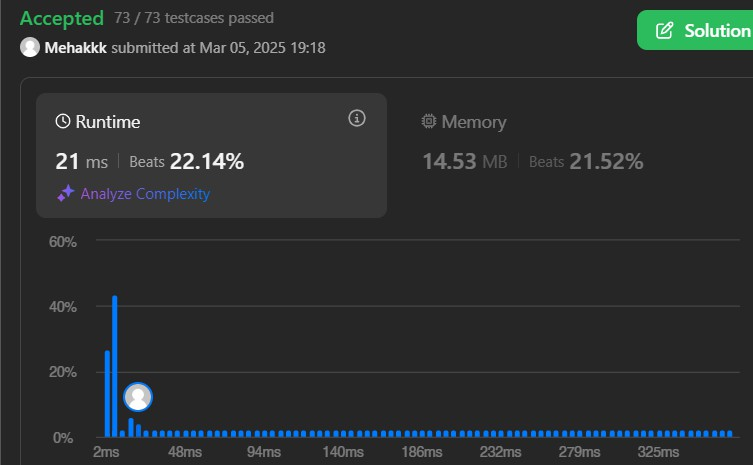 Accepted 73 / 73 testcases passed
Solution
Mehakkk submitted at Mar 05, 2025 19:18
Runtime
21 ms Beats 22.14%
Analyze Complexity
Memory
14.53 MB Beats 21.52%
60%
40%
20%
0%
2ms 48ms 94ms 140ms 186ms 232ms 279ms 325ms